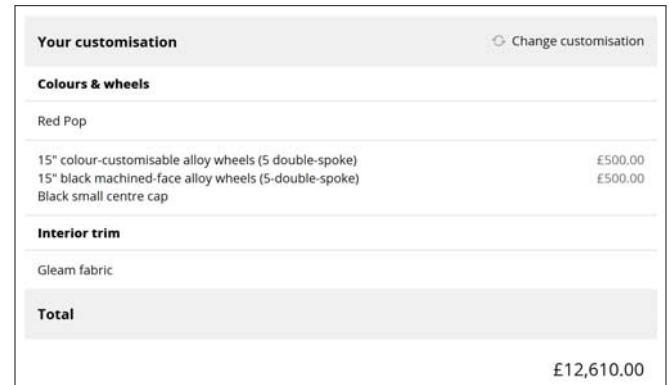 Your customisation
Change customisation
Colours & wheels
Red Pop
15" colour-customisable alloy wheels (5 double-spoke) £500.00
15" black machined-face alloy wheels (5-double-spoke) £500.00
Black small centre cap
Interior trim
Gleam fabric
Total
£12,610.00